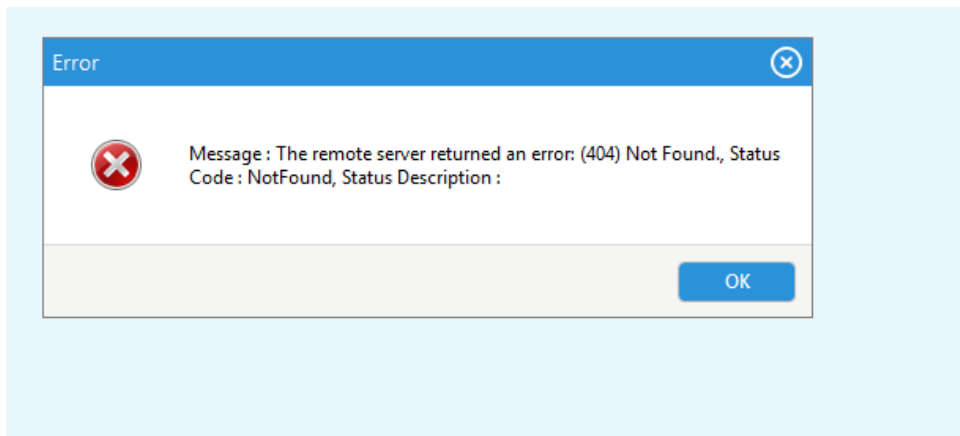 Error
Message : The remote server returned an error: (404) Not Found., Status
Code : NotFound, Status Description :
OK